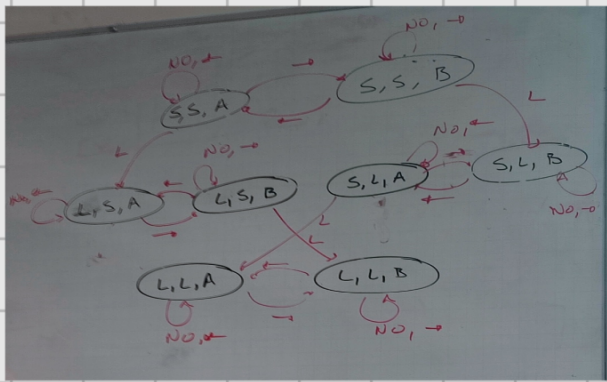 NO, →
NO, ←
→
S, S, B
S, S, A
←
L
NO, ←
L
NO, →
→
S, L, B
←
S, L, A
L, S, B
NO, ←
L, S, A
←
→
NO, →
L
L
L, L, A
←
L, L, B
→
NO, ←
NO, →